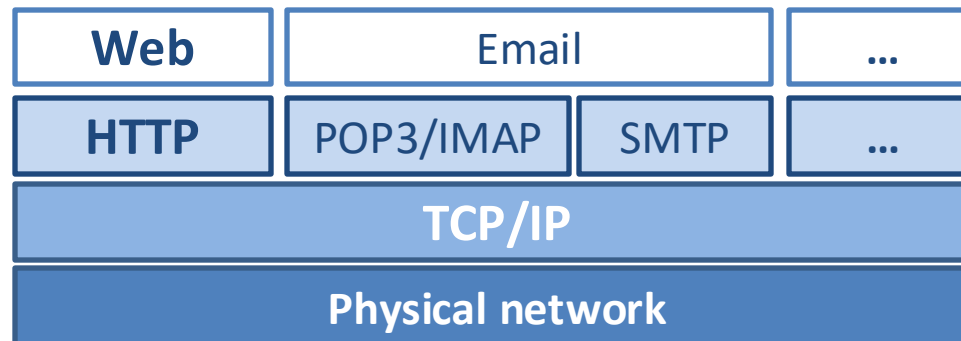 Web Email ...
HTTP POP3/IMAP SMTP ...
TCP/IP
Physical network